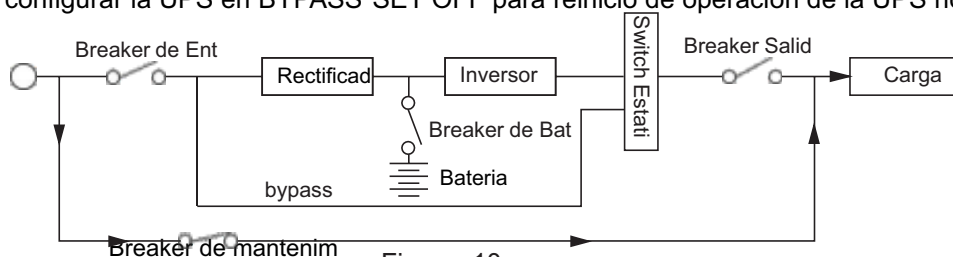 configurar la UPS en BYPASS SET OFF para reinicio de operación de la UPS
Breaker de Ent
Breaker Salid
Rectificad
Inversor
Switch Estati
Carga
Breaker de Bat
Bateria
bypass
Breaker de mantenim